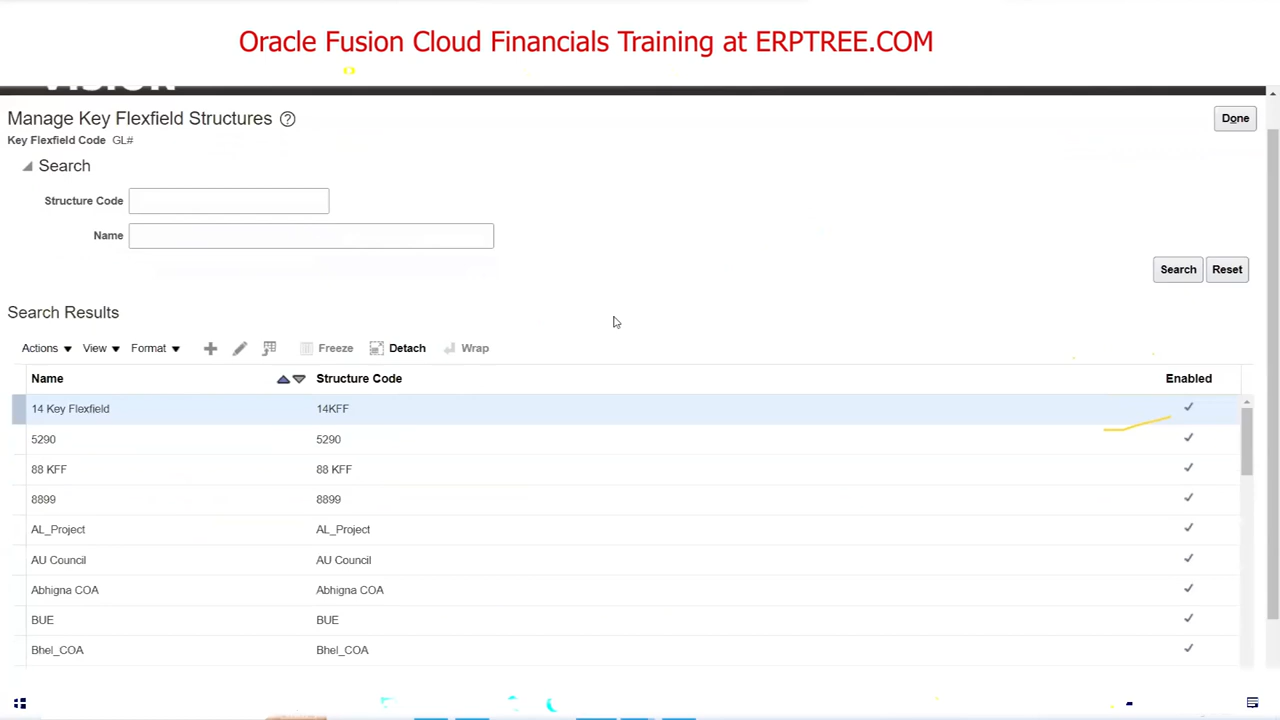 Oracle Fusion Cloud Financials Training at ERPTREE.COM
VISION
Manage Key Flexfield Structures ?
Done
Key Flexfield Code GL#
Search
Structure Code
Name
Search Reset
Search Results
Actions View Format Freeze Detach Wrap
Name Structure Code Enabled
14 Key Flexfield 14KFF
5290 5290
88 KFF 88 KFF
8899 8899
AL_Project AL_Project
AU Council AU Council
Abhigna COA Abhigna COA
BUE BUE
Bhel_COA Bhel_COA